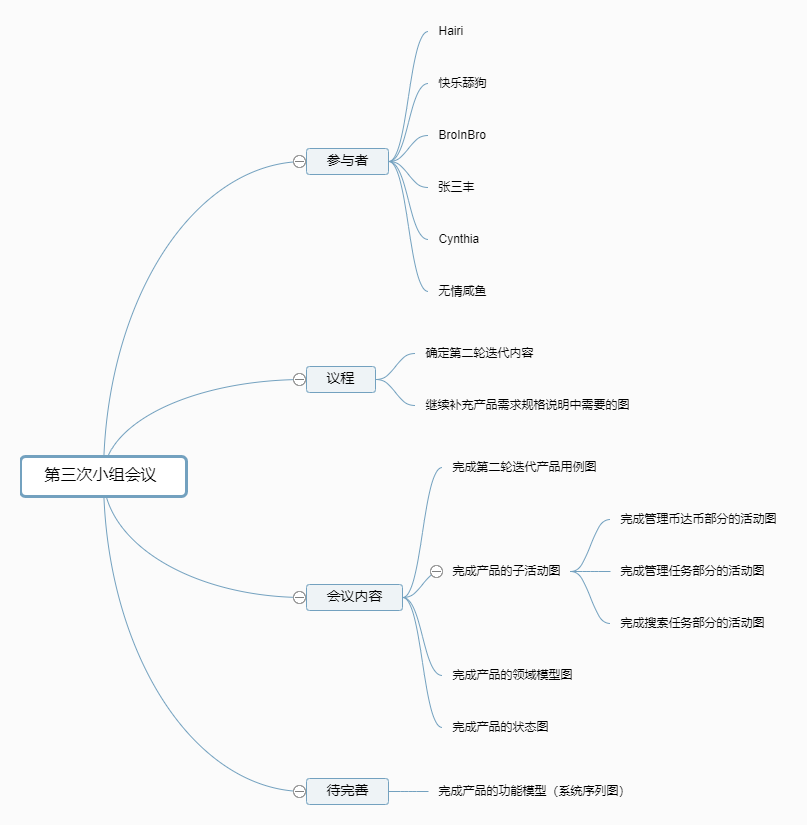 第三次小组会议
参与者
Hairi
快乐舔狗
BroInBro
张三丰
Cynthia
无情咸鱼
议程
确定第二轮迭代内容
继续补充产品需求规格说明中需要的图
会议内容
完成第二轮迭代产品用例图
完成产品的子活动图
完成管理币达币部分的活动图
完成管理任务部分的活动图
完成搜索任务部分的活动图
完成产品的领域模型图
完成产品的状态图
待完善
完成产品的功能模型（系统序列图）